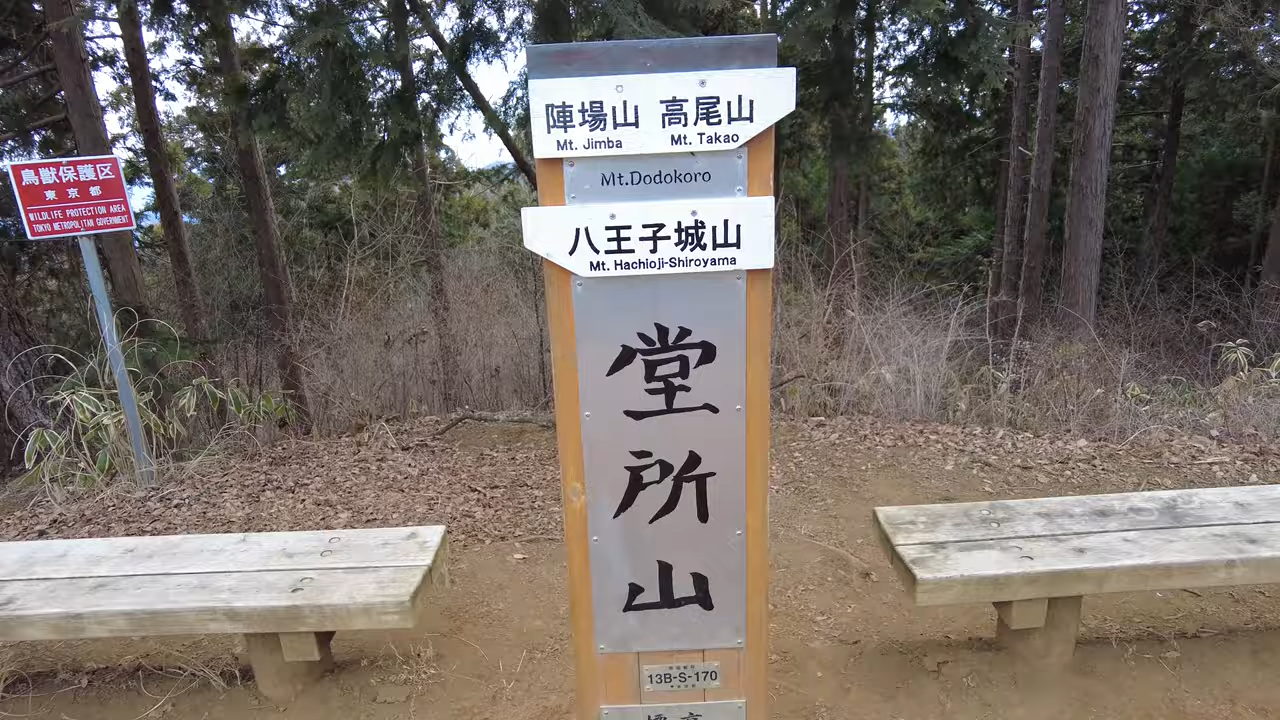 鳥獣保護区
東京都
WILDLIFE PROTECTION AREA
TOKYO METROPOLITAN GOVERNMENT
陣場山 高尾山
Mt. Jimba Mt. Takao
Mt.Dodokoro
八王子城山
Mt. Hachioji-Shiroyama
堂所山
13B-S-170